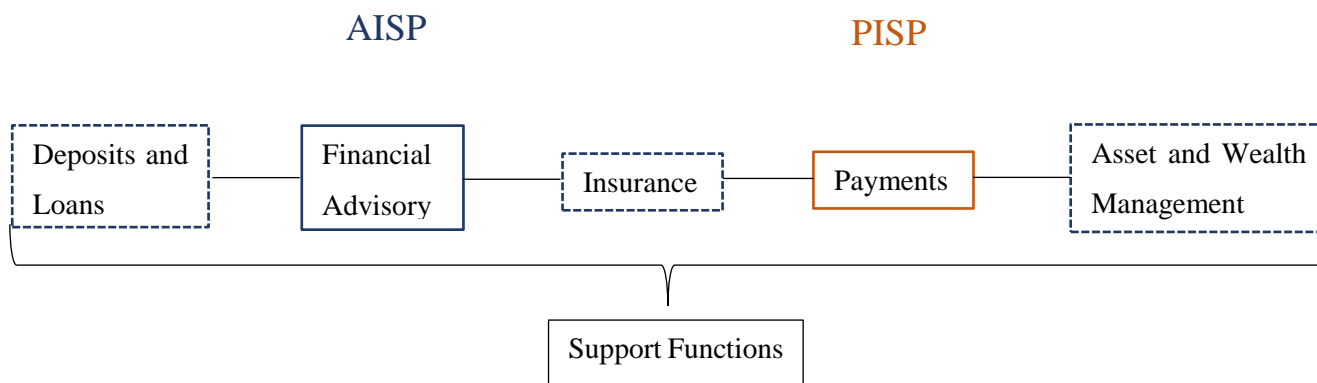 AISP
PISP
Deposits and
Loans
Financial
Advisory
Insurance
Payments
Asset and Wealth
Management
Support Functions